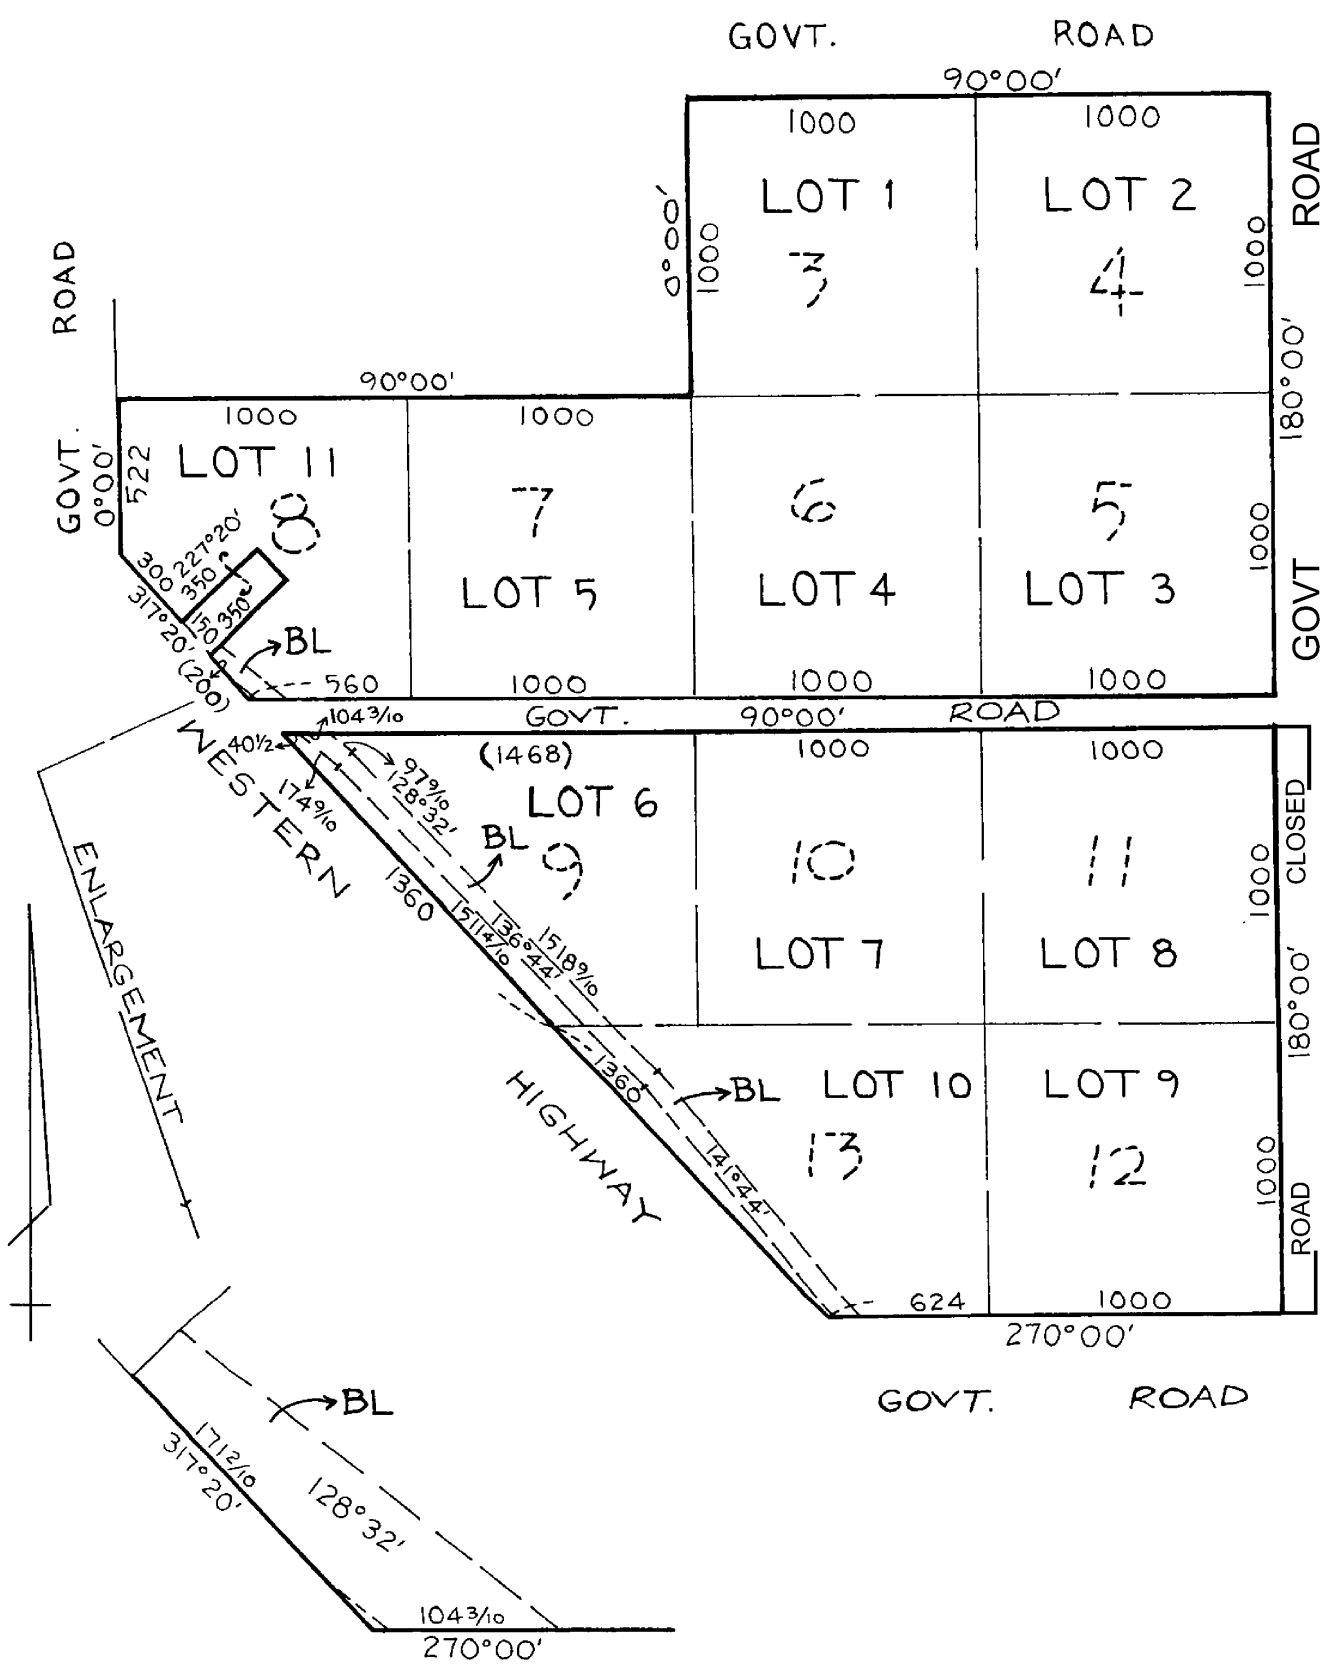 GOVT. ROAD
90°00'
1000 1000
LOT 1 LOT 2
3 4
0°00'
1000
1000
ROAD
180°00'
ROAD
90°00'
1000 1000
LOT 11
8
7
6
5
GOVT.
0°00'
522
300
227°20'
350
350
150
317°20'
(200)
BL
LOT 5
LOT 4
LOT 3
1000
GOVT
560
1000
1000
1000
GOVT. 90°00' ROAD
104 3/10
40 1/2
174 9/10
97 9/10
128°32'
(1468)
1000
1000
LOT 6
9
BL
10
11
WESTERN
1360
1511 4/10
136°44'
1518 9/10
LOT 7
LOT 8
1000
CLOSED
180°00'
ENLARGEMENT
HIGHWAY
1360
BL
LOT 10
LOT 9
13
12
141°44'
1000
ROAD
624
1000
270°00'
GOVT. ROAD
BL
171 2/10
317°20'
128°32'
104 3/10
270°00'